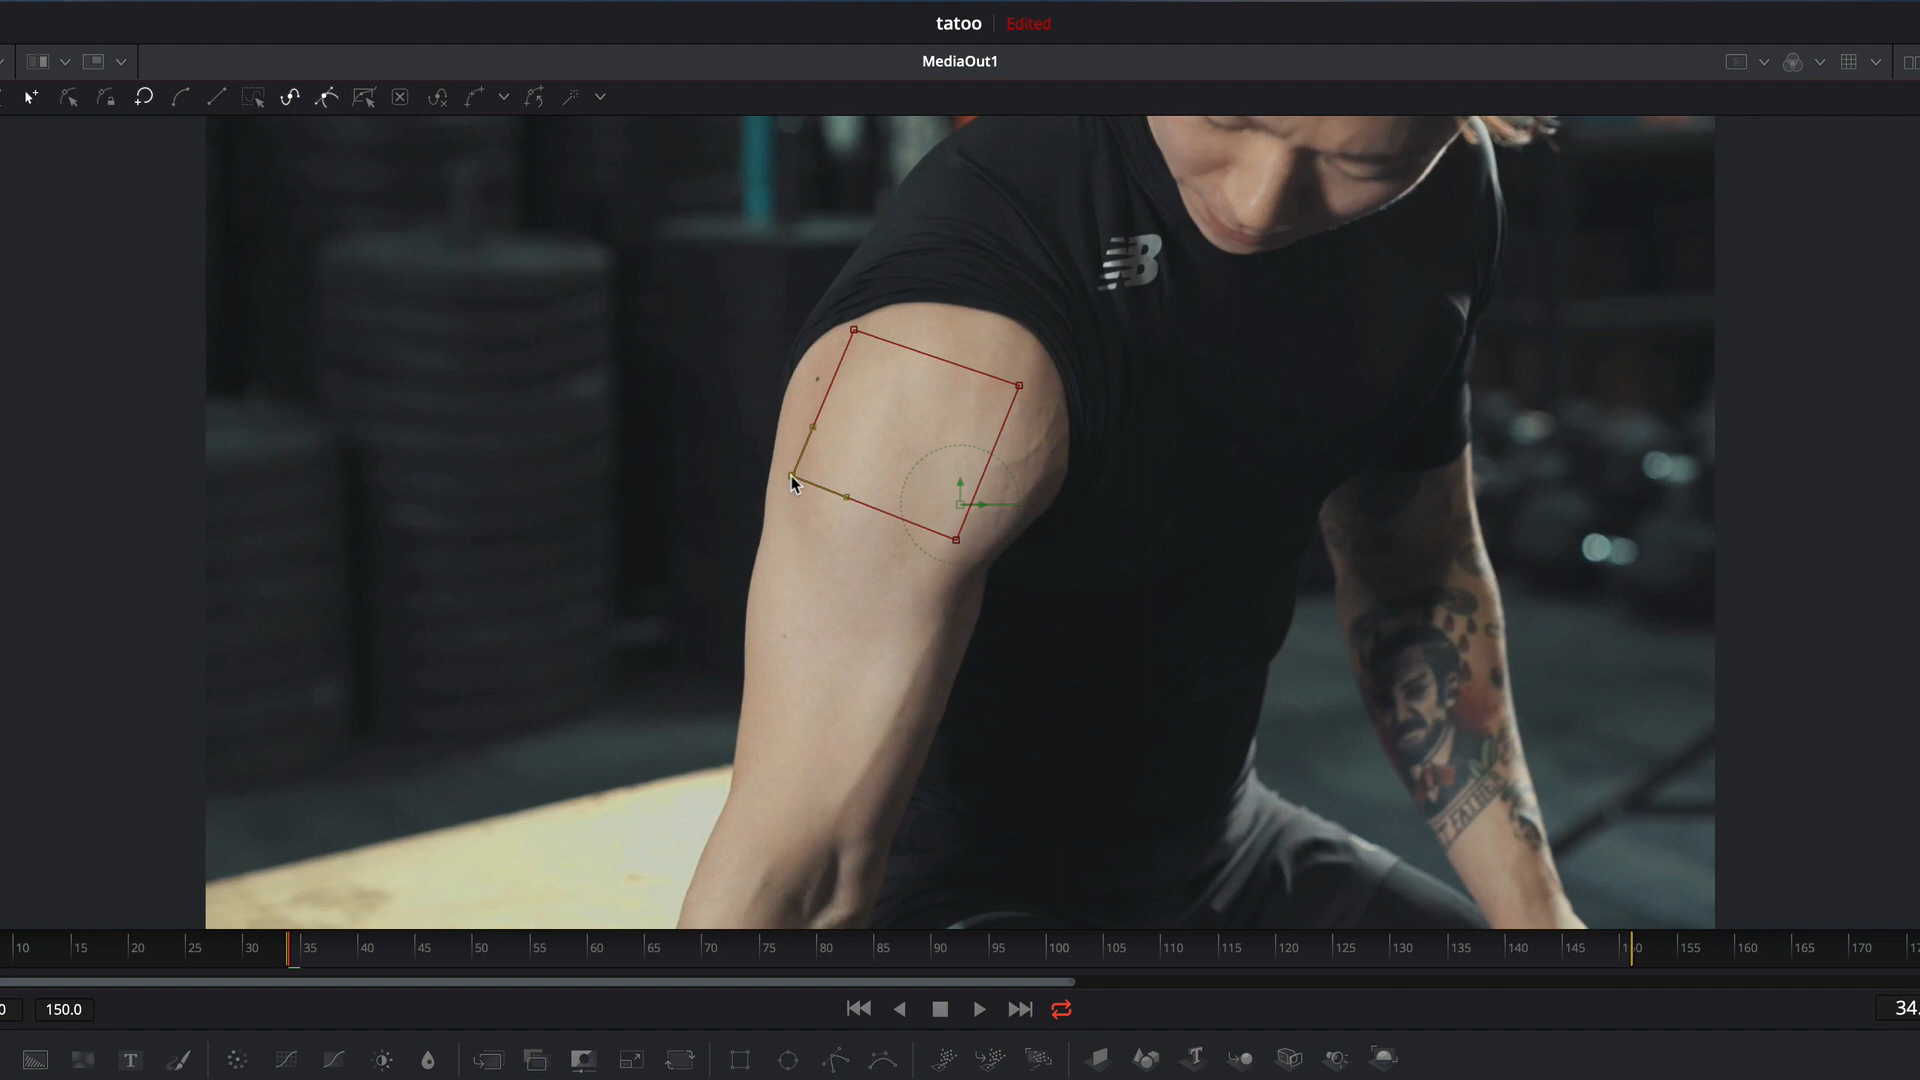 tatoo Edited
MediaOut1
NB
FATHER
10 15 20 25 30 35 40 45 50 55 60 65 70 75 80 85 90 95 100 105 110 115 120 125 130 135 140 145 155 160 165 170
150.0
34.